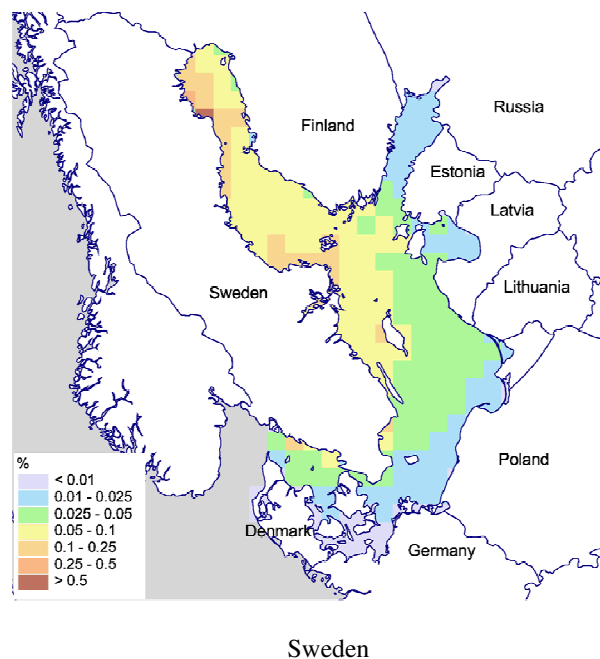 Russia
Finland
Estonia
Latvia
Lithuania
Sweden
Poland
Denmark
Germany
%
< 0.01
0.01 - 0.025
0.025 - 0.05
0.05 - 0.1
0.1 - 0.25
0.25 - 0.5
> 0.5
Sweden